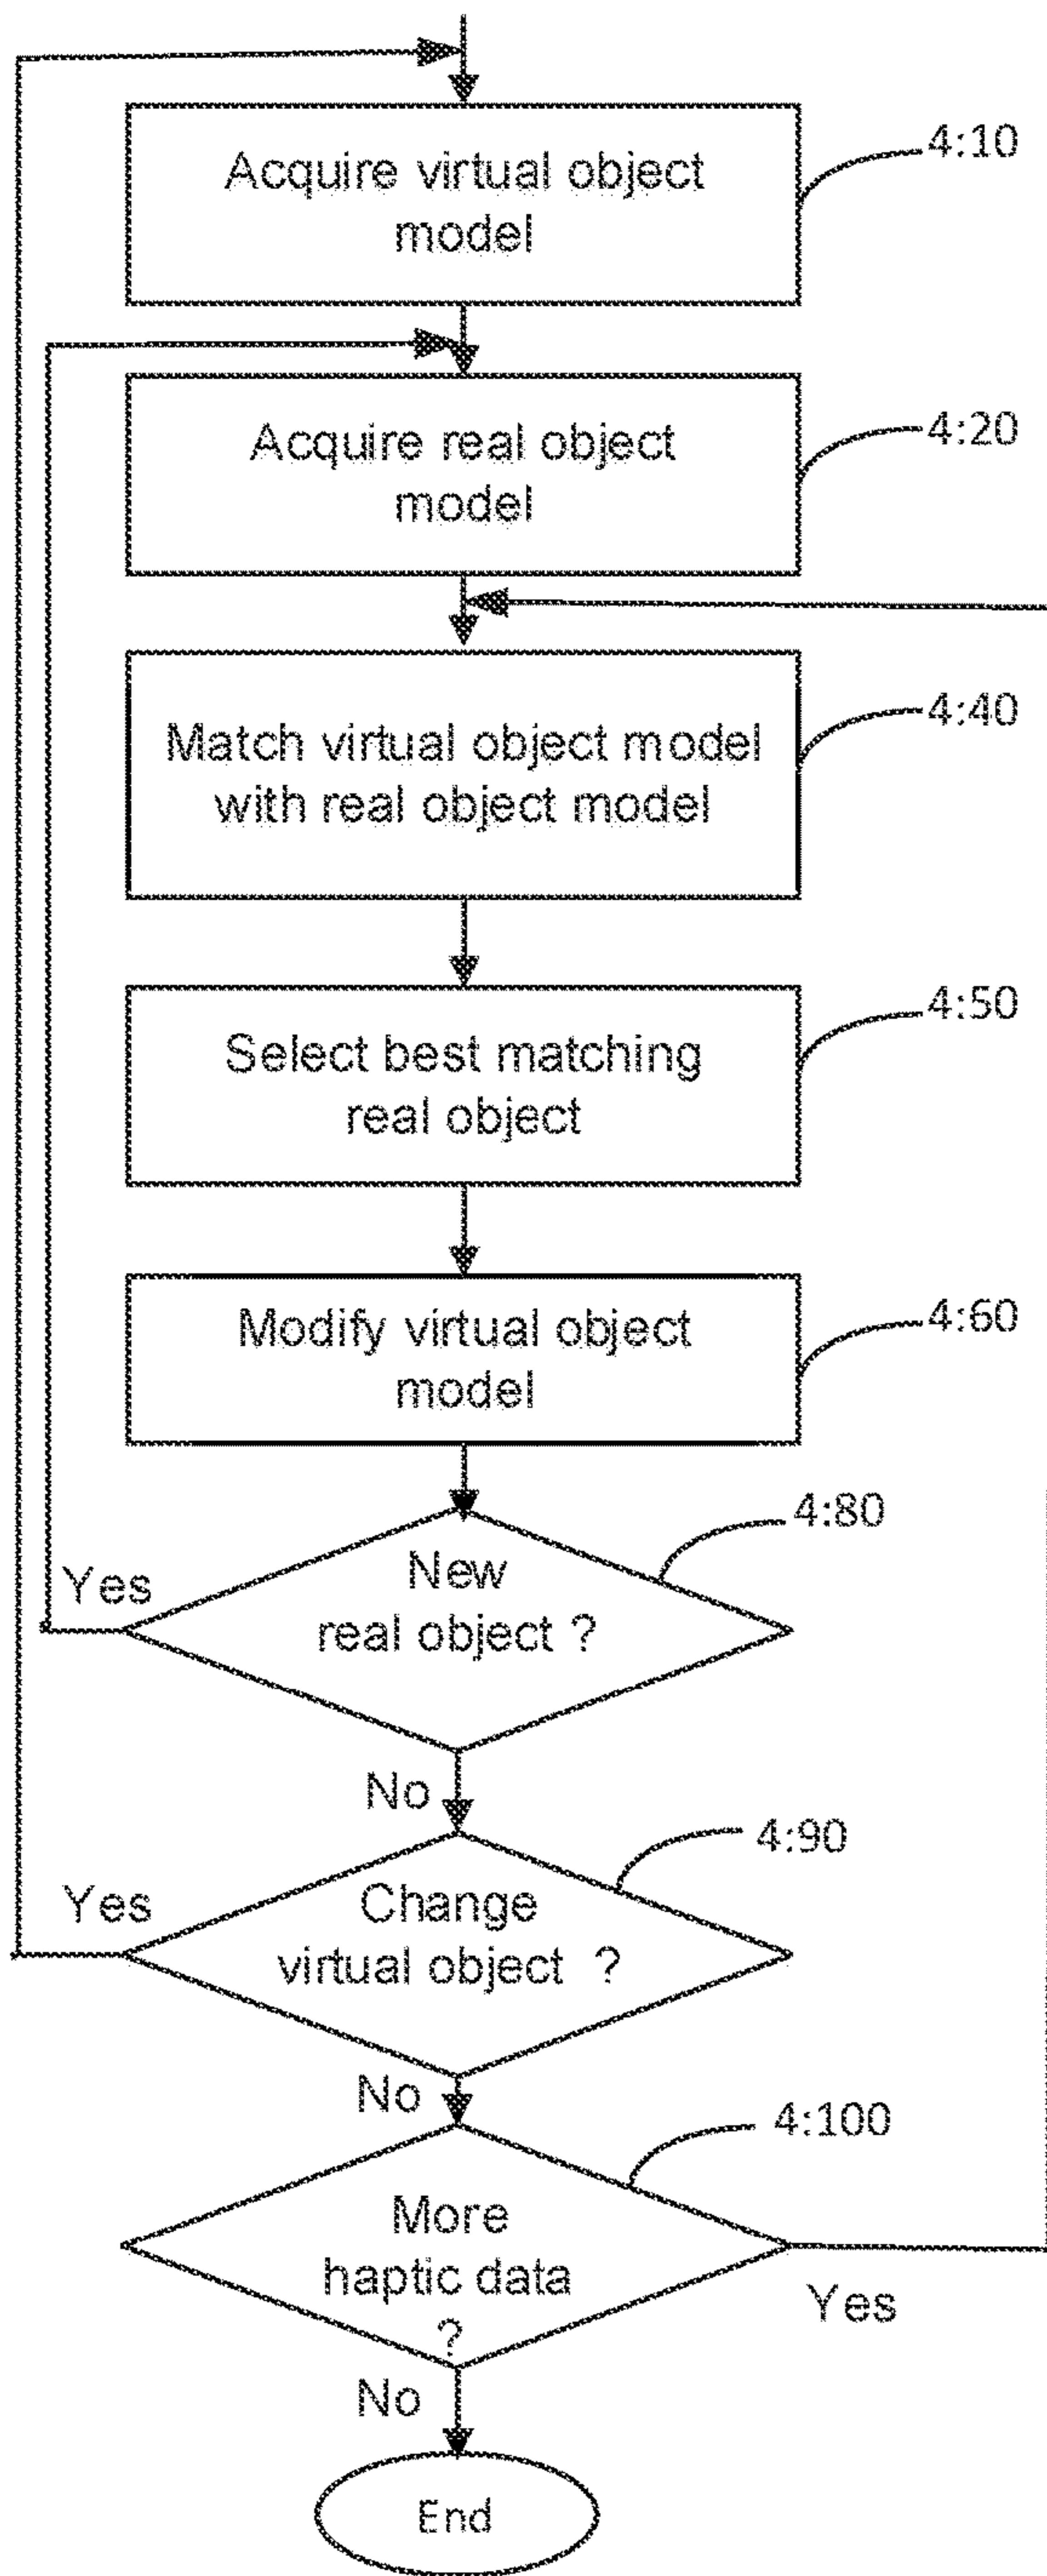 Acquire virtual object
model
4:10
Acquire real object
model
4:20
Match virtual object model
with real object model
4:40
Select best matching
real object
4:50
Modify virtual object
model
4:60
New
real object ?
4:80
Yes
No
Change
virtual object ?
4:90
Yes
No
More
haptic data
?
4:100
Yes
No
End